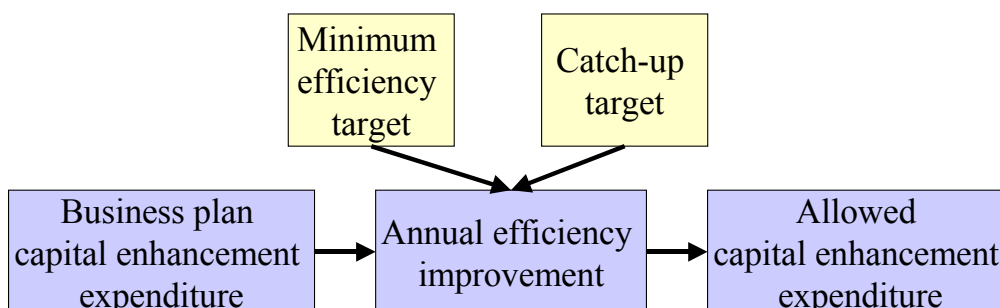 Minimum
efficiency
target
Catch-up
target
Business plan
capital enhancement
expenditure
Annual efficiency
improvement
Allowed
capital enhancement
expenditure